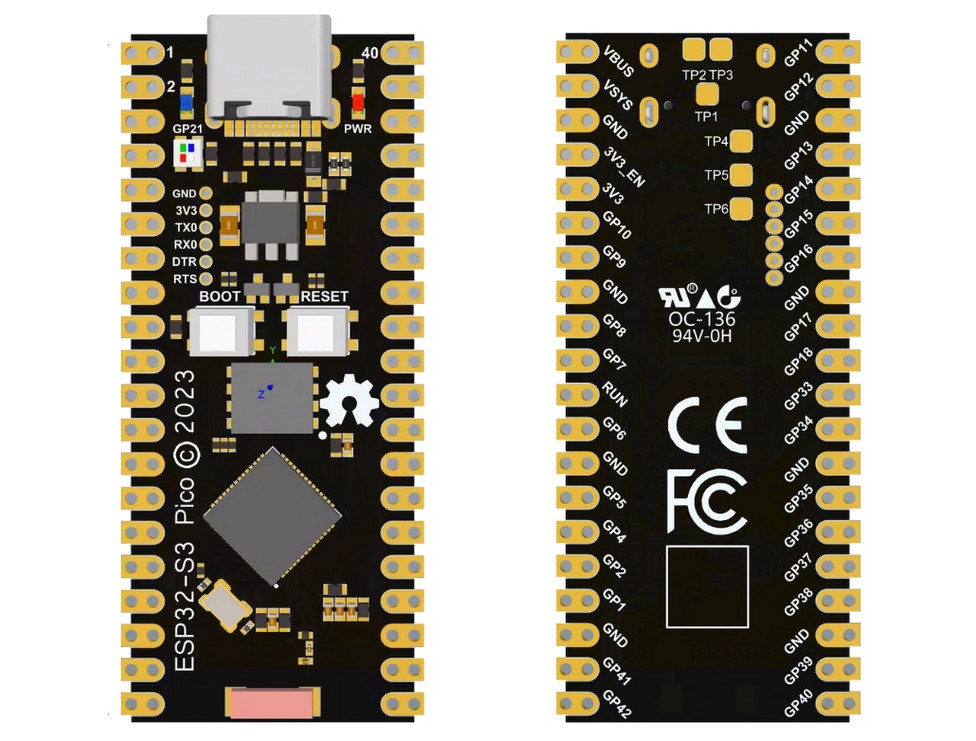 1
40
2
GP21
PWR
GND
3V3
TX0
RX0
DTR
RTS
BOOT
RESET
Y
Z
ESP32-S3 Pico © 2023
VBUS
VSYS
GND
3V3_EN
3V3
GP10
GP9
GND
GP8
GP7
RUN
GP6
GND
GP5
GP4
GP2
GP1
GND
GP41
GP42
TP2 TP3
TP1
TP4
TP5
TP6
OC-136
94V-0H
CE
FCC
GP11
GP12
GND
GP13
GP14
GP15
GP16
GND
GP17
GP18
GP33
GP34
GND
GP35
GP36
GP37
GP38
GND
GP39
GP40